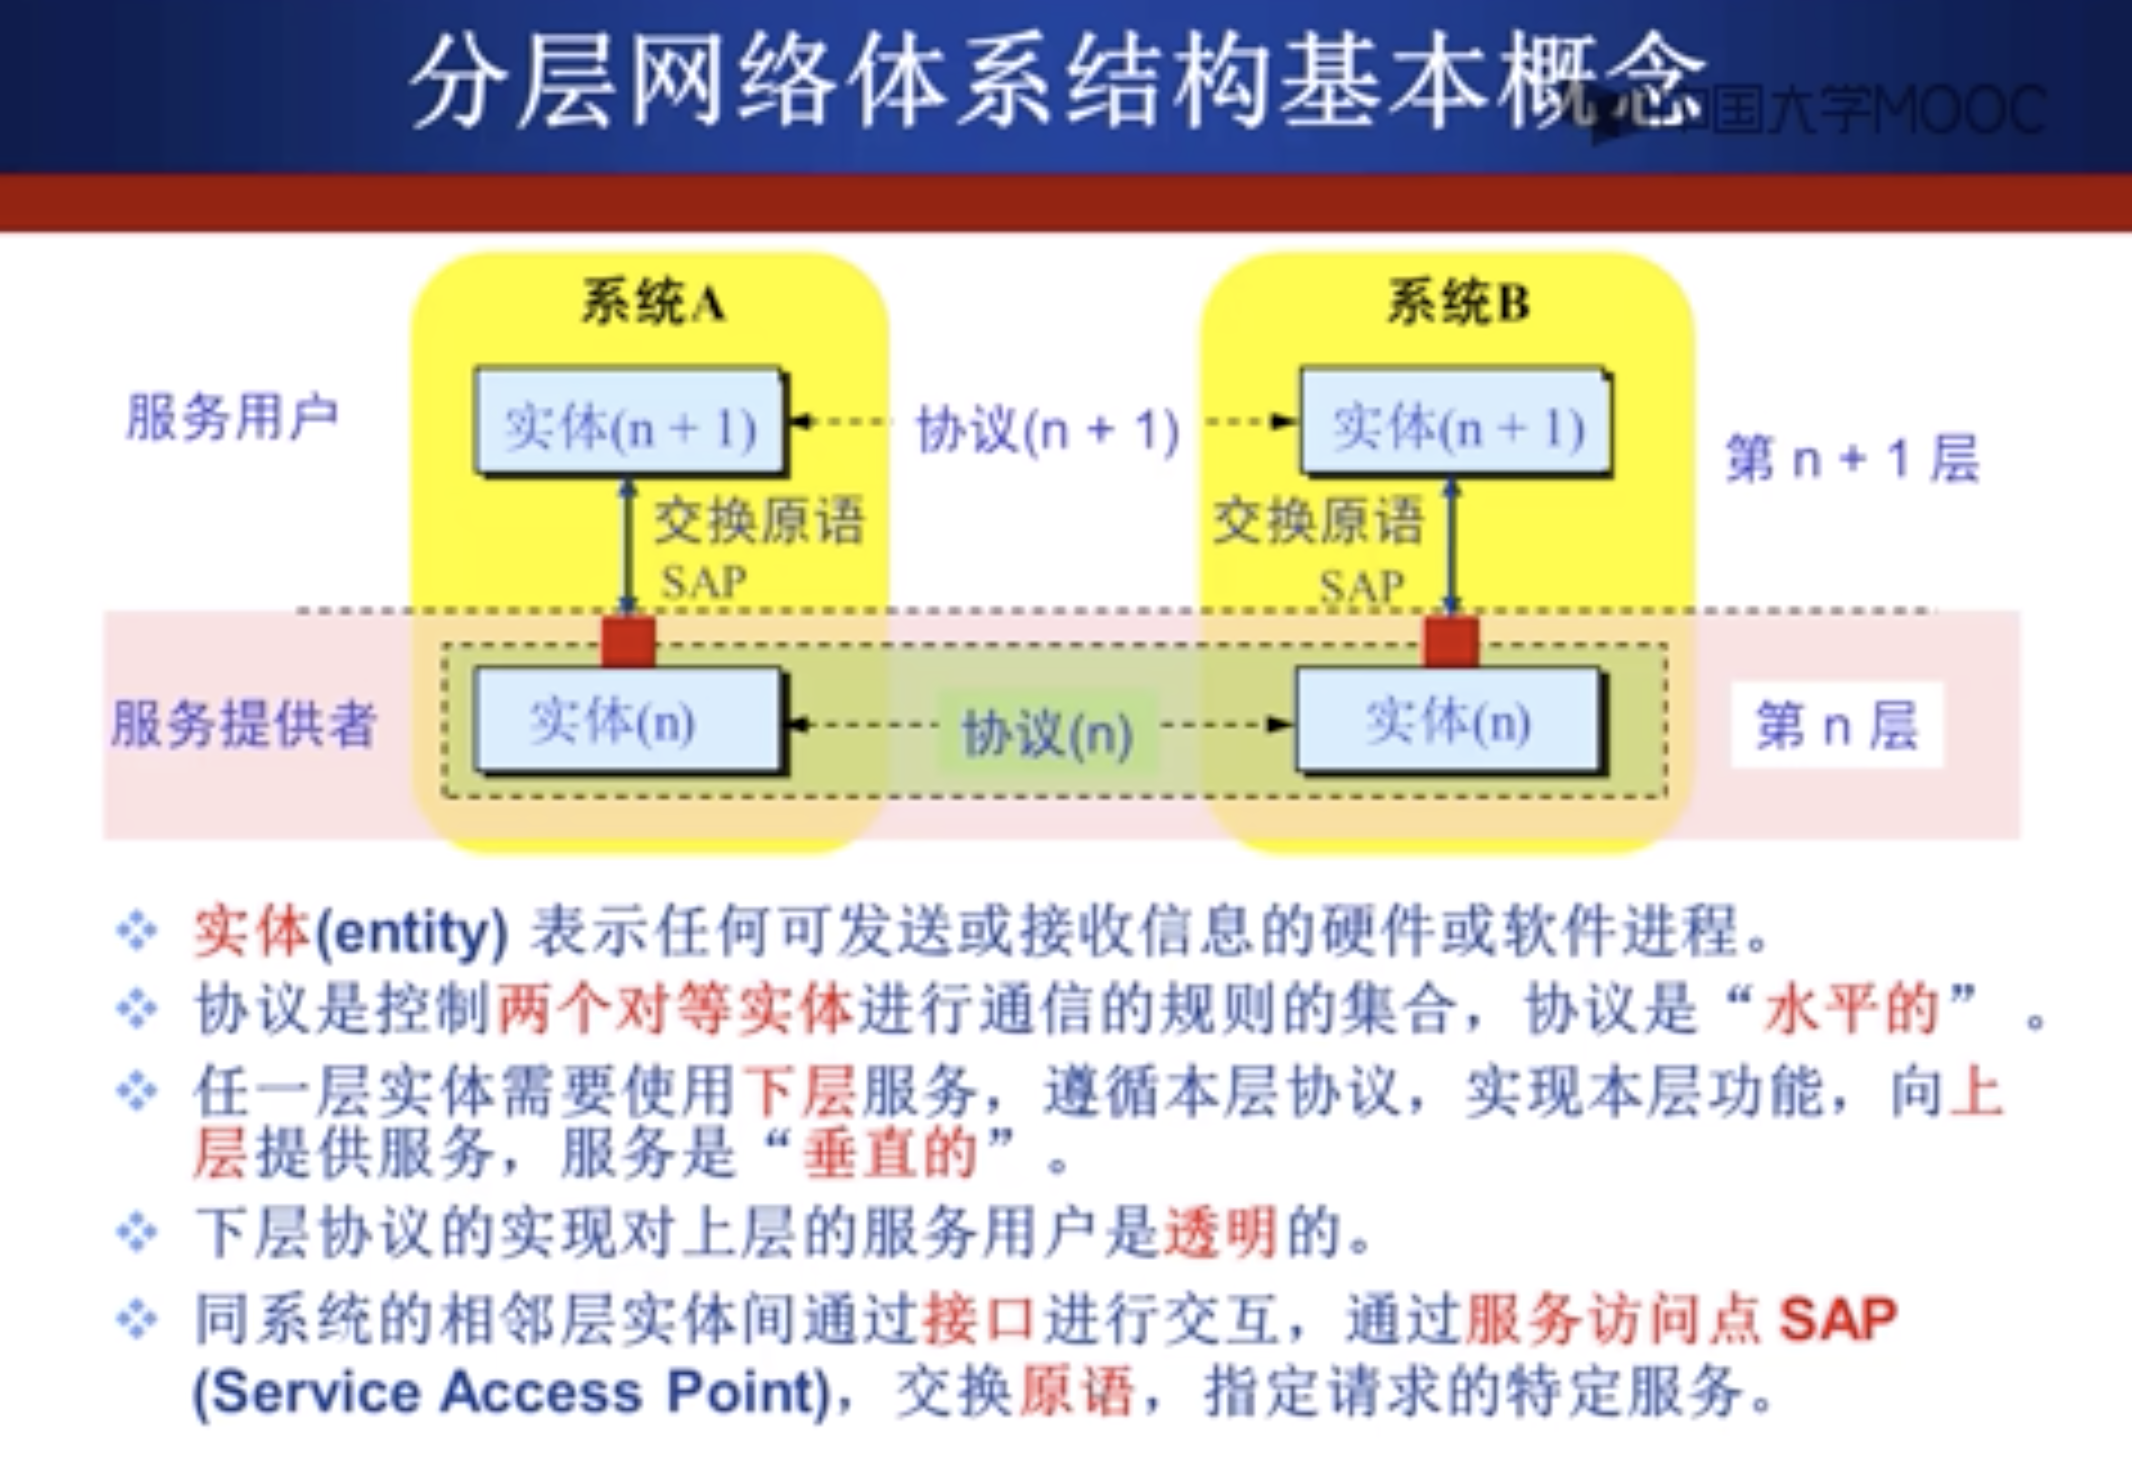 分层网络体系结构基本概念
中国大学MOOC
系统A
系统B
服务用户
实体(n + 1)
协议(n + 1)
实体(n + 1)
第 n + 1 层
交换原语
SAP
交换原语
SAP
服务提供者
实体(n)
协议(n)
实体(n)
第 n 层
实体(entity) 表示任何可发送或接收信息的硬件或软件进程。
协议是控制两个对等实体进行通信的规则的集合，协议是“水平的”。
任一层实体需要使用下层服务，遵循本层协议，实现本层功能，向上
层提供服务，服务是“垂直的”。
下层协议的实现对上层的服务用户是透明的。
同系统的相邻层实体间通过接口进行交互，通过服务访问点 SAP
(Service Access Point)，交换原语，指定请求的特定服务。